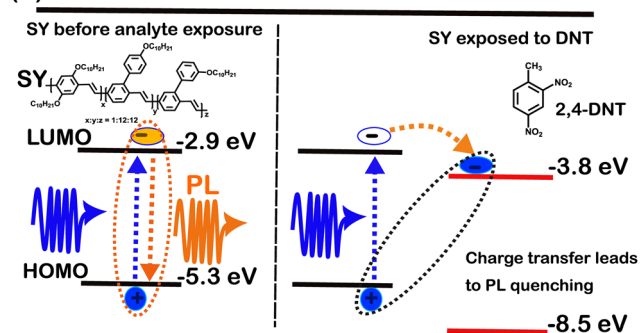 SY before analyte exposure
OC₁₀H₂₁
OC₁₀H₂₁
OC₁₀H₂₁
SY
C₁₀H₂₁O
x
y
z
x:y:z = 1:12:12
LUMO
-
-2.9 eV
PL
HOMO
-5.3 eV
+
SY exposed to DNT
CH₃
NO₂
NO₂
2,4-DNT
-
-
-3.8 eV
+
Charge transfer leads
to PL quenching
-8.5 eV